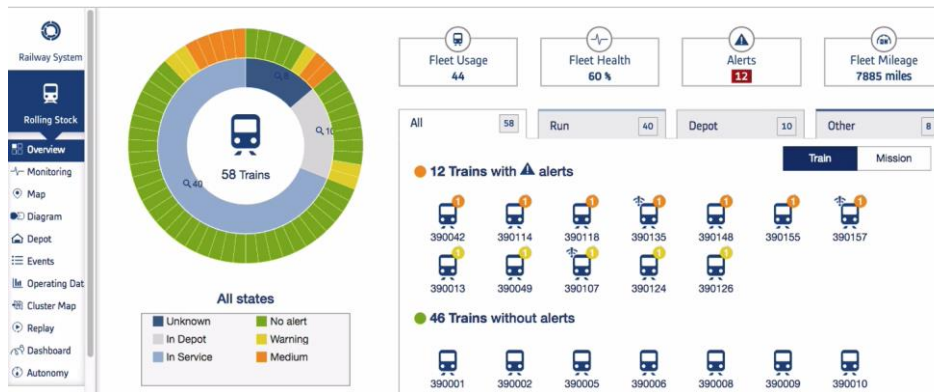 Railway System
Rolling Stock
Overview
Monitoring
Map
Diagram
Depot
Events
Operating Dat
Cluster Map
Replay
Dashboard
Autonomy
8
10
40
58 Trains
All states
Unknown
No alert
In Depot
Warning
In Service
Medium
Fleet Usage
44
Fleet Health
60 %
Alerts
12
Fleet Mileage
7885 miles
All 58
Run 40
Depot 10
Other 8
Train Mission
12 Trains with alerts
1 1 1 1 1 1 1
390042 390114 390118 390135 390148 390155 390157
1 1 1 1 1
390013 390049 390107 390124 390126
46 Trains without alerts
390001 390002 390005 390006 390008 390009 390010